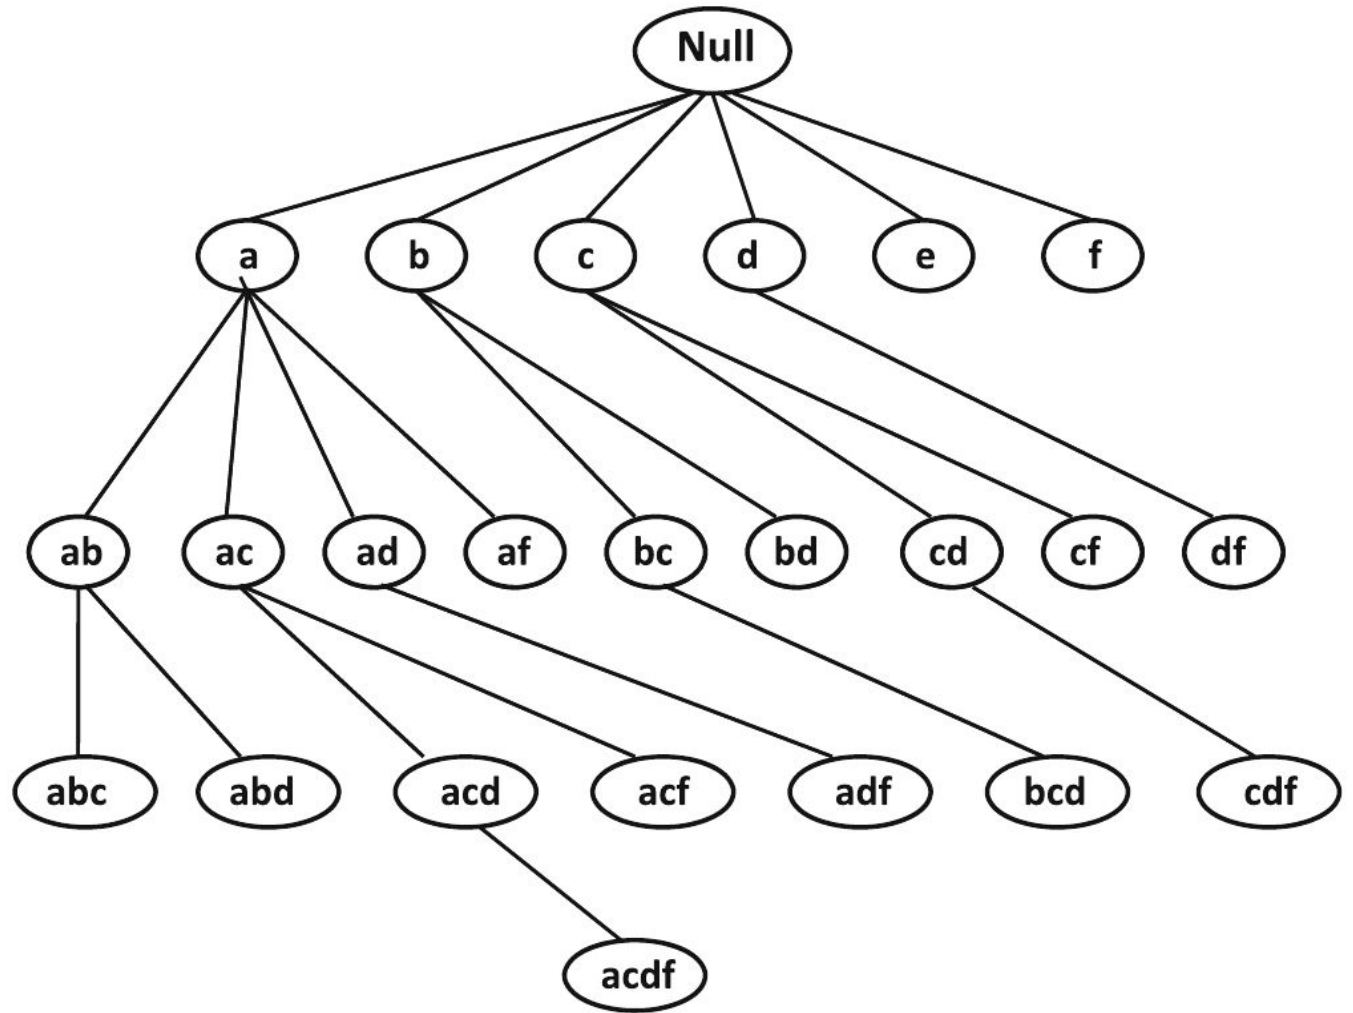 Null
a b c d e f
ab ac ad af bc bd cd cf df
abc abd acd acf adf bcd cdf
acdf